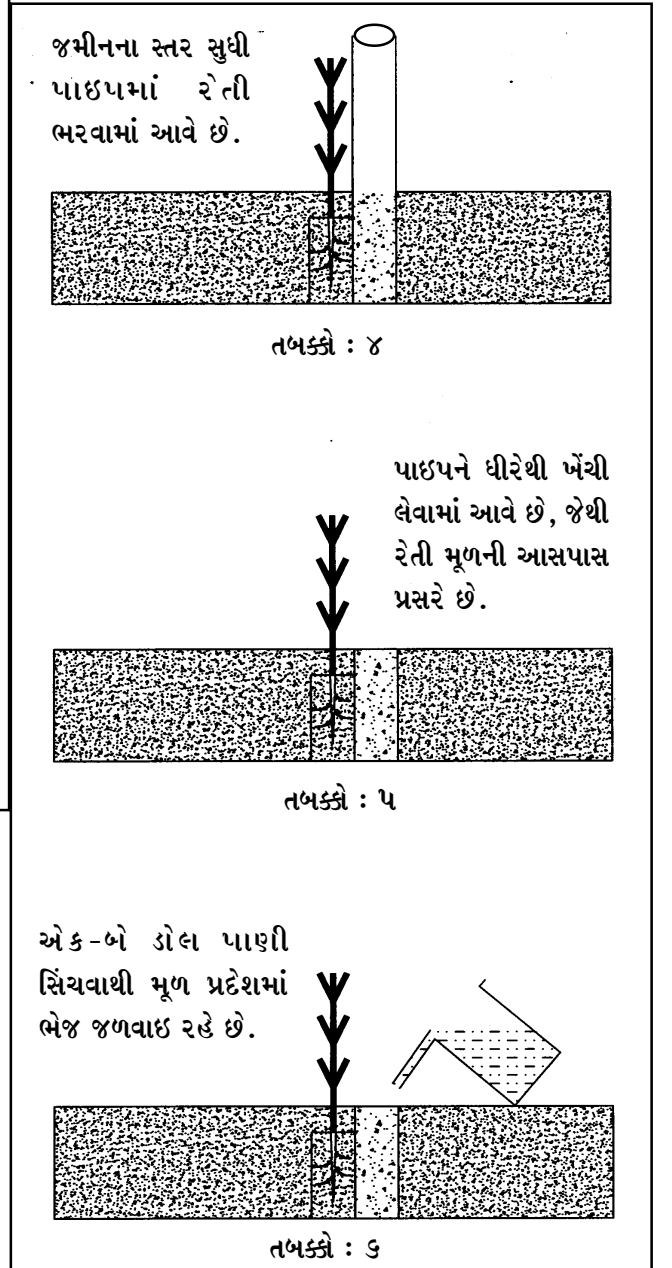 જમીનના સ્તર સુધી
પાઇપમાં રેતી
ભરવામાં આવે છે.
તબક્કો : ૪
પાઇપને ધીરેથી ખેંચી
લેવામાં આવે છે, જેથી
રેતી મૂળની આસપાસ
પ્રસરે છે.
તબક્કો : ૫
એક-બે ડોલ પાણી
સિંચવાથી મૂળ પ્રદેશમાં
ભેજ જળવાઇ રહે છે.
તબક્કો : ૬